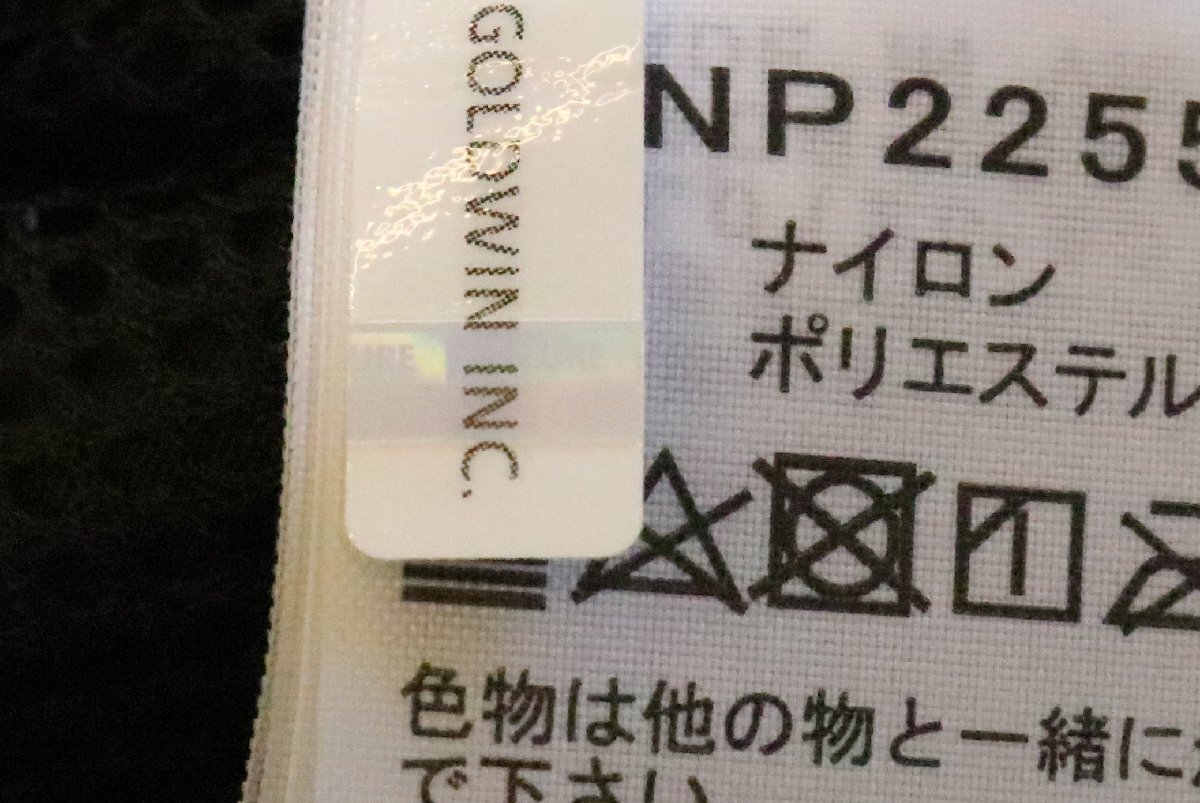 GOLDWIN INC.
NP2255
ナイロン
ポリエステル
色物は他の物と一緒に
で下さい